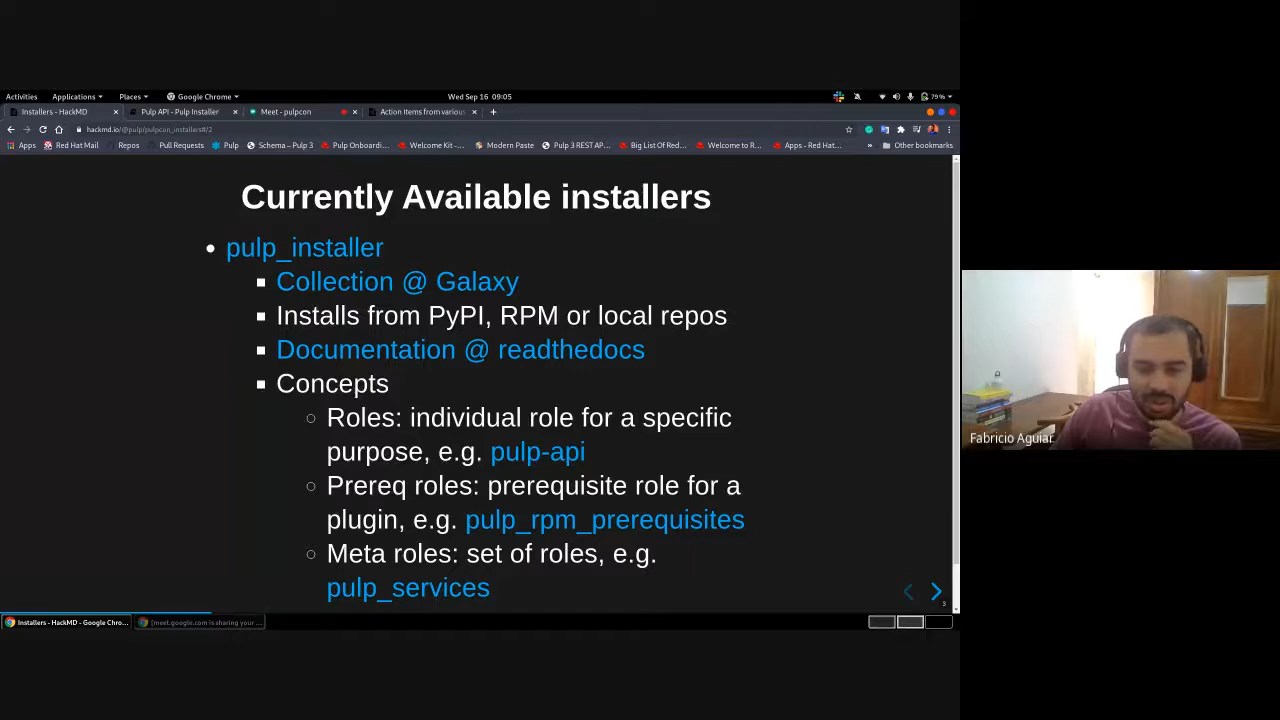 Activities Applications Places Google Chrome Wed Sep 16 09:05 79%
Installers - HackMD Pulp API - Pulp Installer Meet - pulpcon Action Items from various
hackmd.io/@pulp/pulpcon_installers#/2
Apps Red Hat Mail Repos Pull Requests Pulp Schema – Pulp 3 Pulp Onboardi... Welcome Kit -... Modern Paste Pulp 3 REST AP... Big List Of Red... Welcome to R... Apps - Red Hat... » Other bookmarks
Currently Available installers
pulp_installer
Collection @ Galaxy
Installs from PyPI, RPM or local repos
Documentation @ readthedocs
Concepts
Roles: individual role for a specific
purpose, e.g. pulp-api
Prereq roles: prerequisite role for a
plugin, e.g. pulp_rpm_prerequisites
Meta roles: set of roles, e.g.
pulp_services
3
Installers - HackMD - Google Chro... [meet.google.com is sharing your ...
Fabricio Aguiar